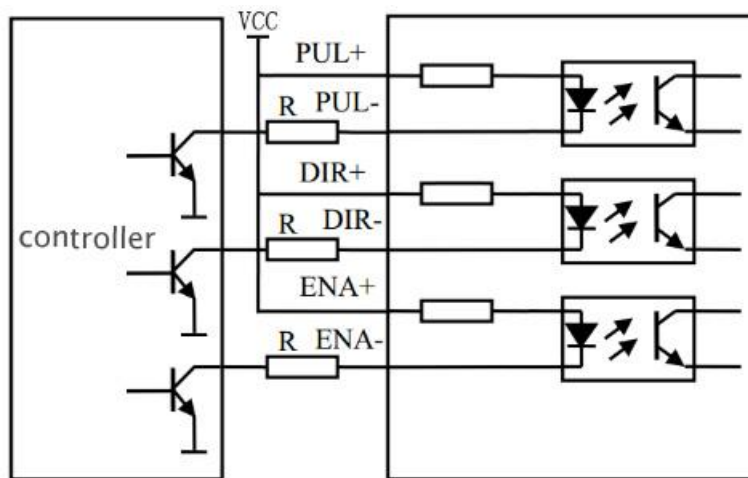 VCC
PUL+
R PUL-
DIR+
controller
R DIR-
ENA+
R ENA-